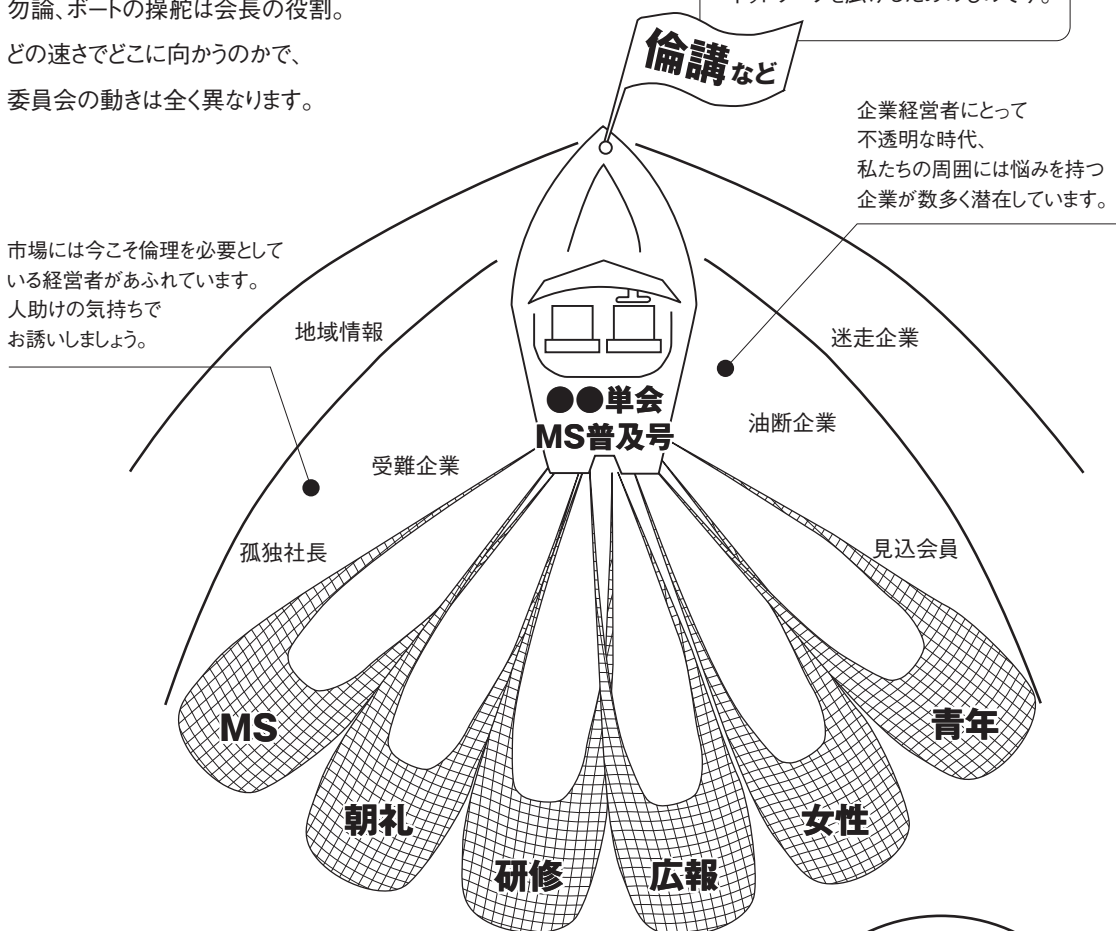 勿論、ボートの操舵は会長の役割。
どの速さでどこに向かうのかで、
委員会の動きは全く異なります。
倫講など
企業経営者にとって
不透明な時代、
私たちの周囲には悩みを持つ
企業が数多く潜在しています。
市場には今こそ倫理を必要として
いる経営者があふれています。
人助けの気持ちで
お誘いしましょう。
地域情報
迷走企業
●●単会
MS普及号
油断企業
受難企業
孤独社長
見込会員
MS
青年
朝礼
女性
研修
広報